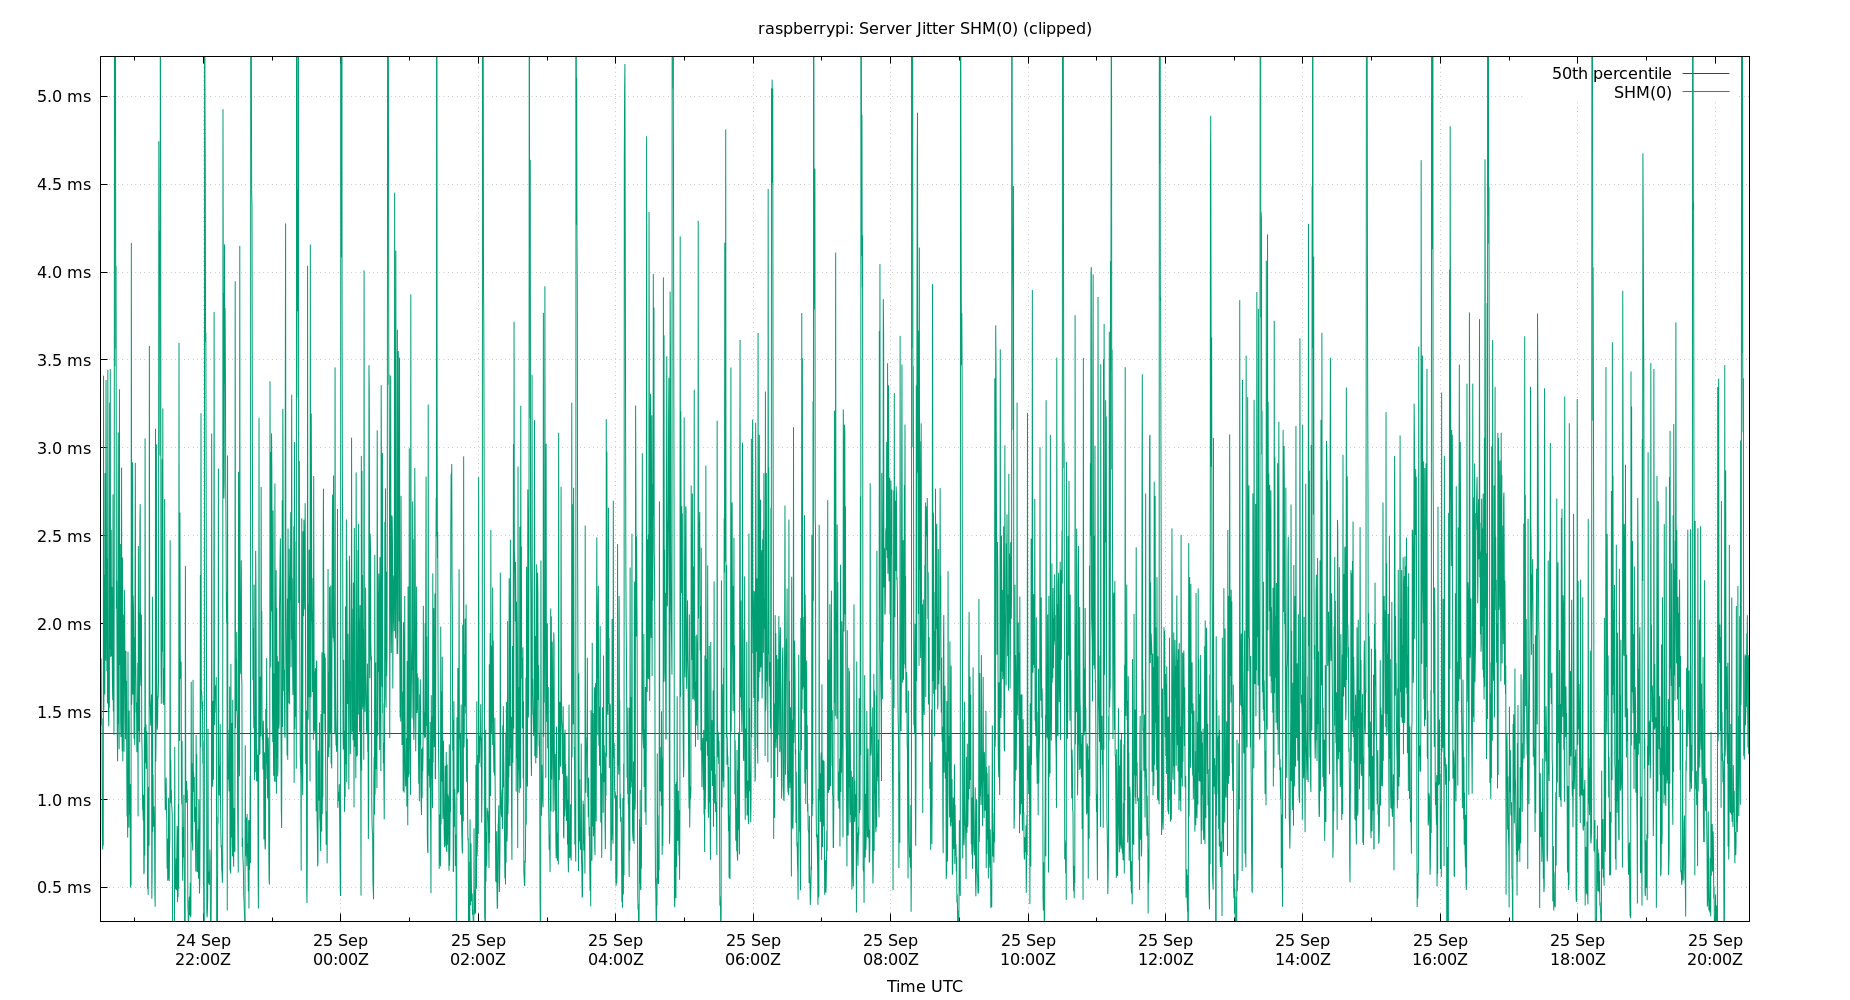 raspberrypi: Server Jitter SHM(0) (clipped)
50th percentile
SHM(0)
5.0 ms
4.5 ms
4.0 ms
3.5 ms
3.0 ms
2.5 ms
2.0 ms
1.5 ms
1.0 ms
0.5 ms
24 Sep 25 Sep 25 Sep 25 Sep 25 Sep 25 Sep 25 Sep 25 Sep 25 Sep 25 Sep 25 Sep 25 Sep
22:00Z 00:00Z 02:00Z 04:00Z 06:00Z 08:00Z 10:00Z 12:00Z 14:00Z 16:00Z 18:00Z 20:00Z
Time UTC